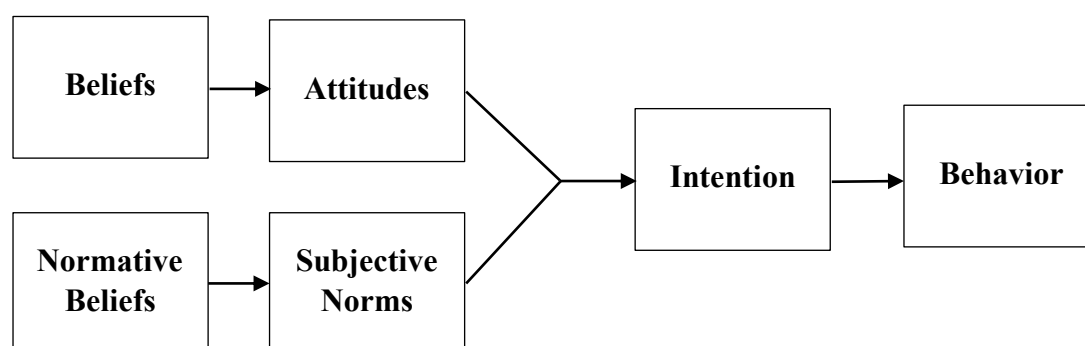 Beliefs
Attitudes
Intention
Behavior
Normative
Beliefs
Subjective
Norms